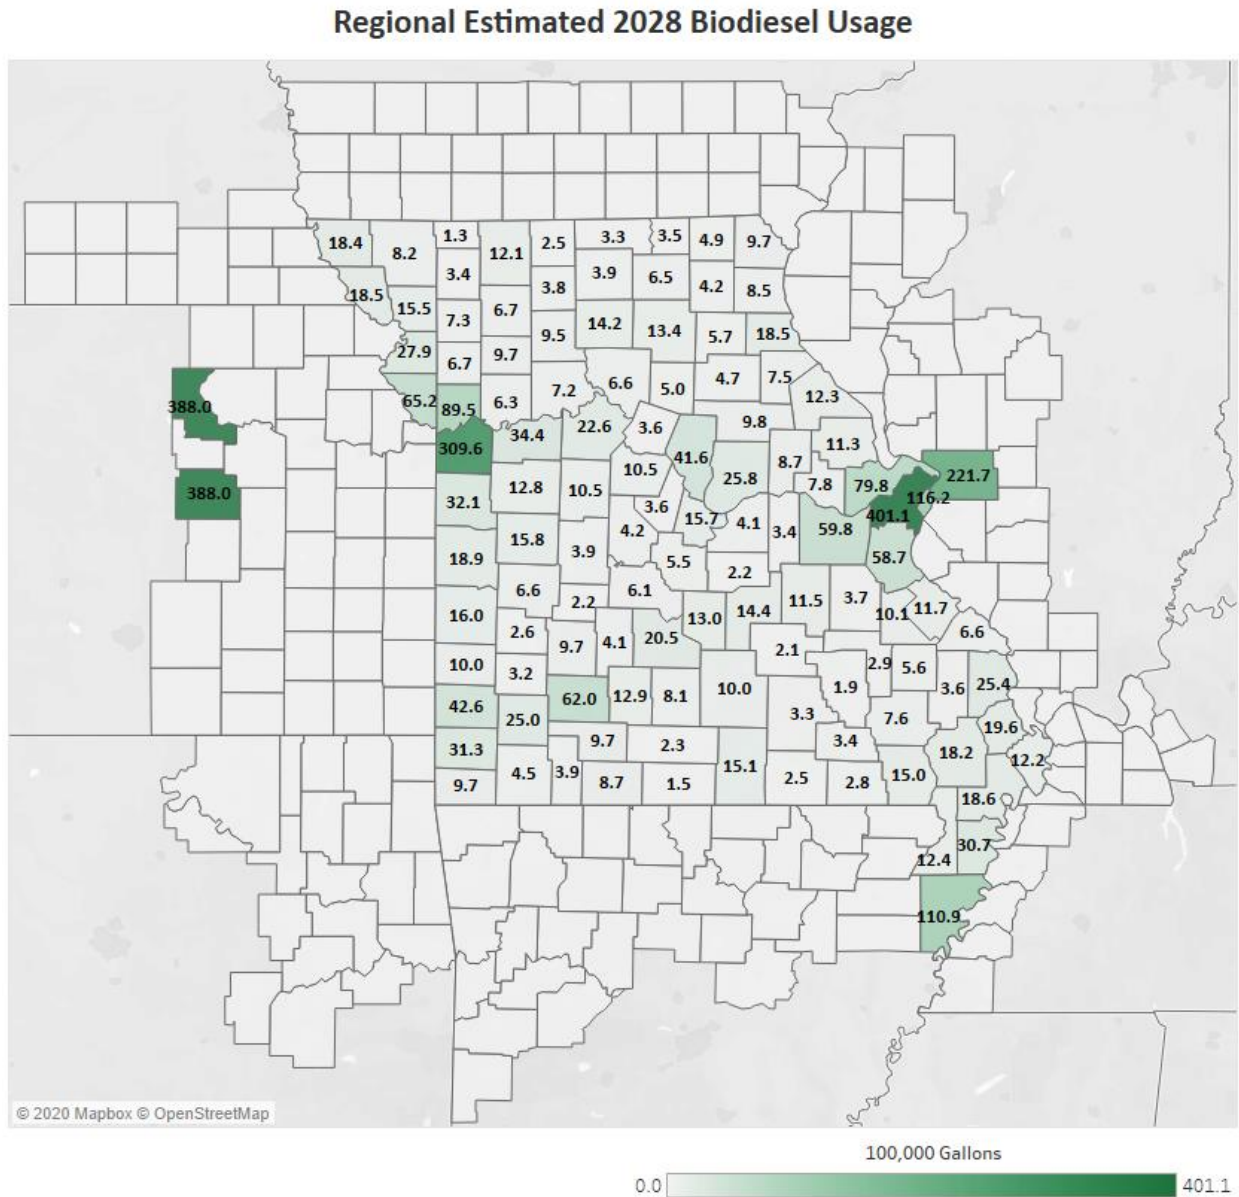 Regional Estimated 2028 Biodiesel Usage
18.4 8.2 1.3 12.1 2.5 3.3 3.5 4.9 9.7
3.4 3.9 6.5 4.2 8.5
18.5 15.5 7.3 6.7 3.8
9.5 14.2 13.4 5.7 18.5
27.9 6.7 9.7
388.0 65.2 89.5 6.3 7.2 6.6 5.0 4.7 7.5 12.3
309.6 34.4 22.6 3.6 9.8 11.3
41.6 8.7
388.0 32.1 12.8 10.5 10.5 25.8 7.8 79.8 116.2 221.7
3.6 15.7 4.1 401.1
18.9 15.8 3.9 4.2 3.4 59.8 58.7
5.5 2.2
6.6 2.2 6.1
16.0 2.6 13.0 14.4 11.5 3.7 10.1 11.7
9.7 4.1 20.5 2.1 6.6
10.0 3.2 2.9 5.6
42.6 62.0 12.9 8.1 10.0 1.9 3.6 25.4
25.0 3.3 7.6 19.6
31.3 9.7 2.3 3.4 18.2 12.2
9.7 4.5 3.9 8.7 1.5 15.1 2.5 2.8 15.0
18.6
12.4 30.7
110.9
© 2020 Mapbox © OpenStreetMap
100,000 Gallons
0.0 401.1